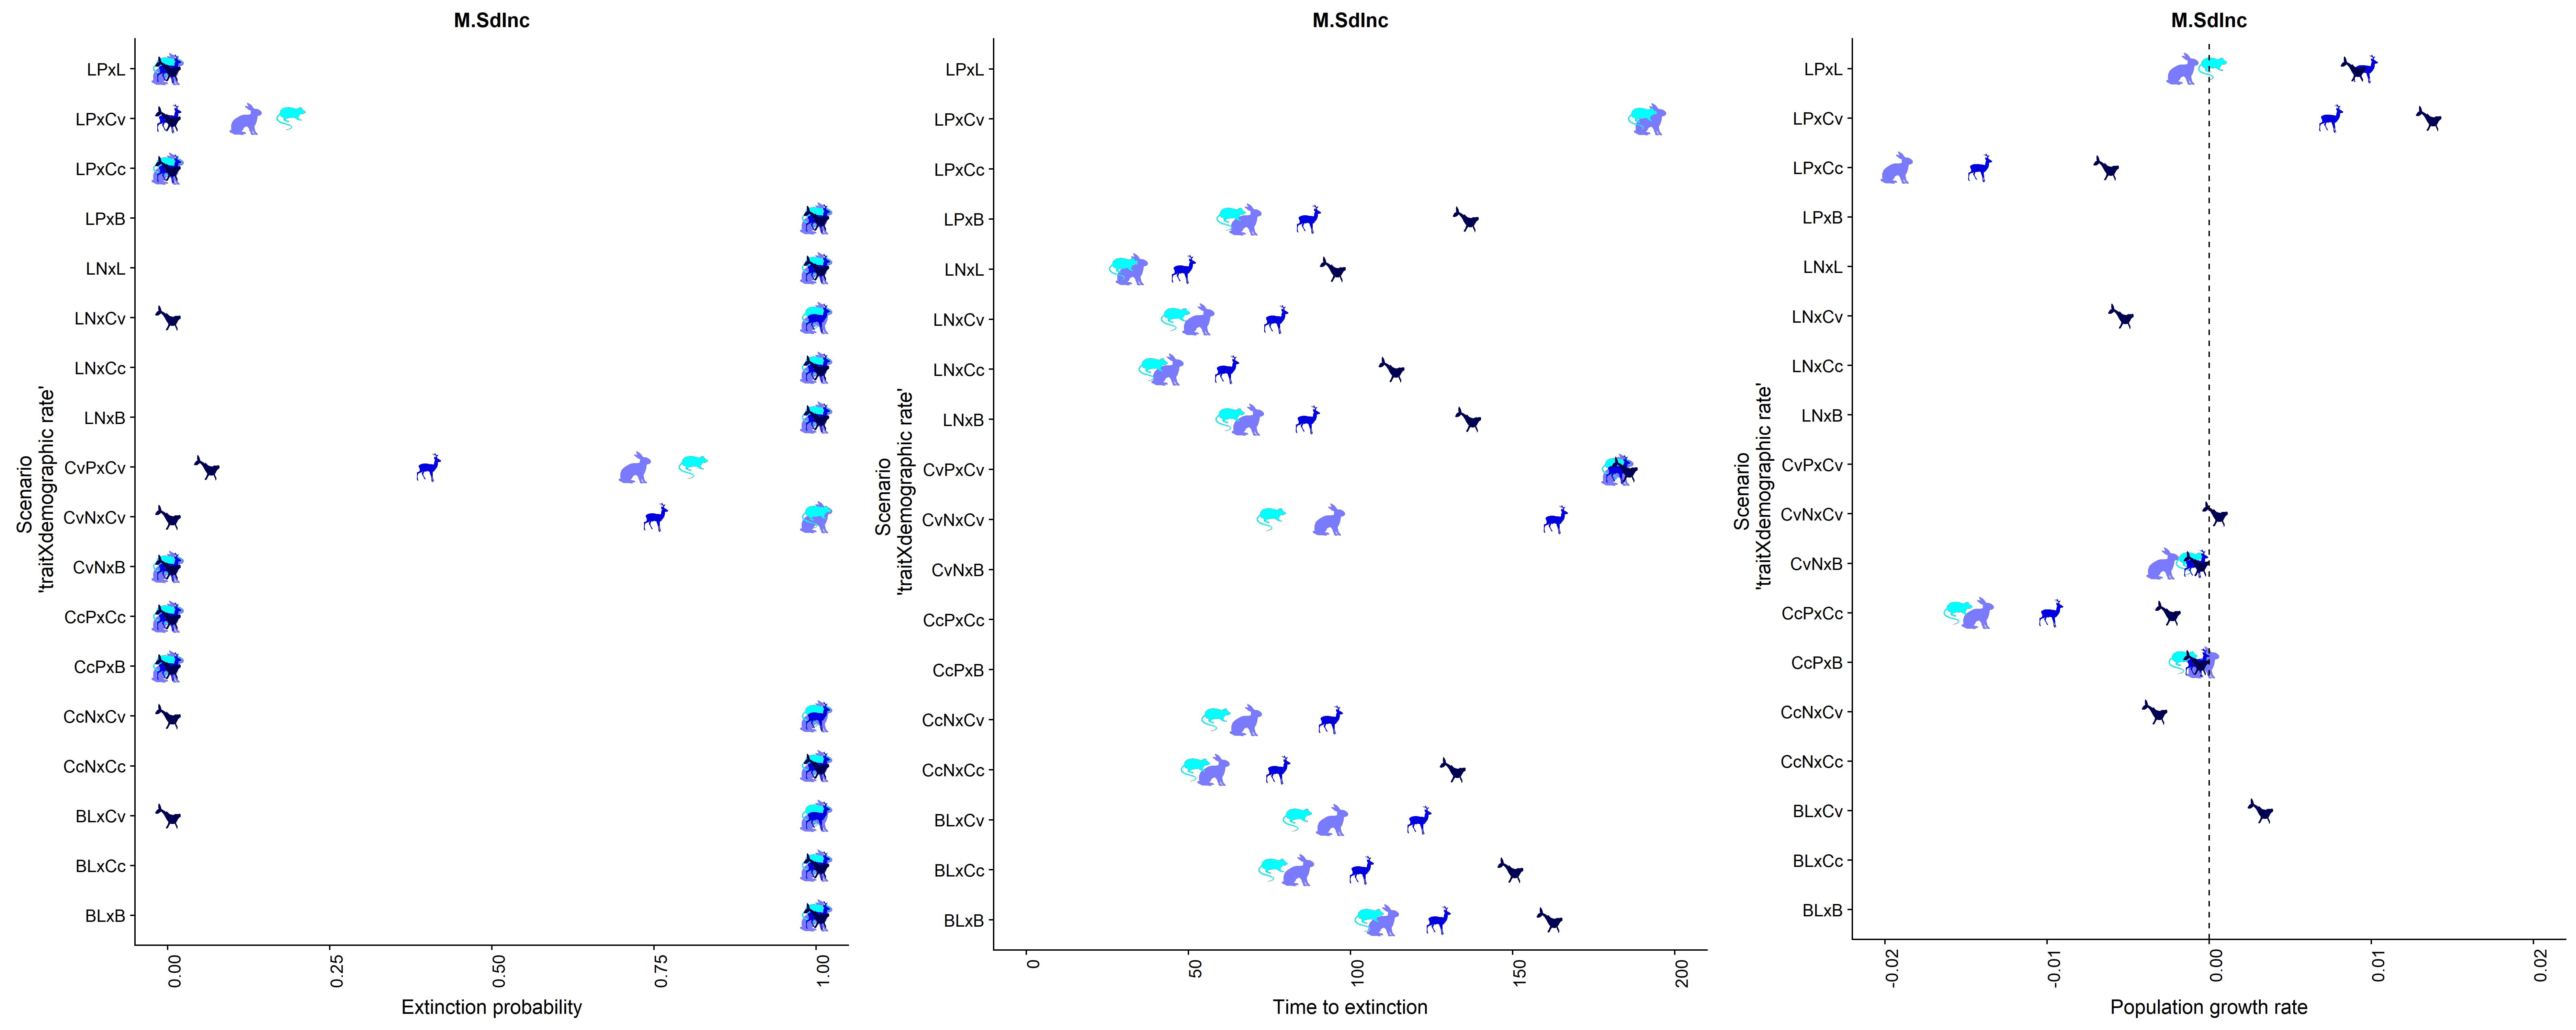 M.SdInc
LPxL
LPxCv
LPxCc
LPxB
LNxL
LNxCv
LNxCc
LNxB
CvPxCv
CvNxCv
CvNxB
CcPxCc
CcPxB
CcNxCv
CcNxCc
BLxCv
BLxCc
BLxB
Scenario
'traitXdemographic rate'
0.00
0.25
0.50
0.75
1.00
Extinction probability
M.SdInc
LPxL
LPxCv
LPxCc
LPxB
LNxL
LNxCv
LNxCc
LNxB
CvPxCv
CvNxCv
CvNxB
CcPxCc
CcPxB
CcNxCv
CcNxCc
BLxCv
BLxCc
BLxB
Scenario
'traitXdemographic rate'
0
50
100
150
200
Time to extinction
M.SdInc
LPxL
LPxCv
LPxCc
LPxB
LNxL
LNxCv
LNxCc
LNxB
CvPxCv
CvNxCv
CvNxB
CcPxCc
CcPxB
CcNxCv
CcNxCc
BLxCv
BLxCc
BLxB
Scenario
'traitXdemographic rate'
-0.02
-0.01
0.00
0.01
0.02
Population growth rate